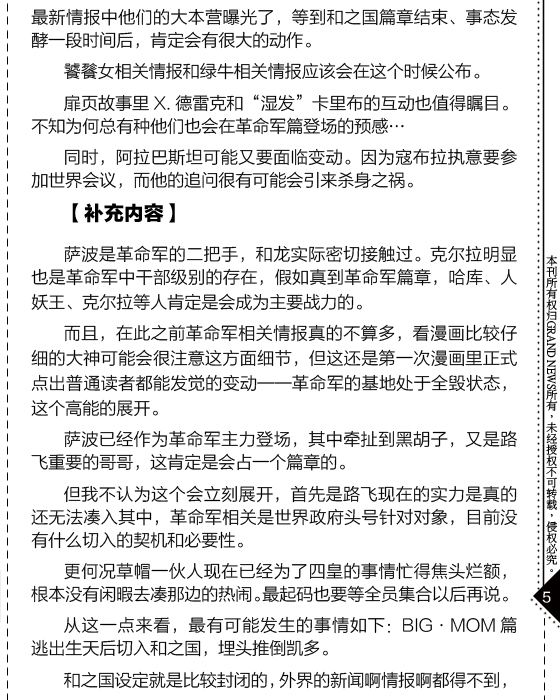 最新情报中他们的大本营曝光了，等到和之国篇章结束、事态发
酵一段时间后，肯定会有很大的动作。
饕餮女相关情报和绿牛相关情报应该会在这个时候公布。
扉页故事里 X. 德雷克和“湿发”卡里布的互动也值得瞩目。
不知为何总有种他们也会在革命军篇登场的预感…
同时，阿拉巴斯坦可能又要面临变动。因为寇布拉执意要参
加世界会议，而他的追问很有可能会引来杀身之祸。
【补充内容】
萨波是革命军的二把手，和龙实际密切接触过。克尔拉明显
也是革命军中干部级别的存在，假如真到革命军篇章，哈库、人
妖王、克尔拉等人肯定是会成为主要战力的。
而且，在此之前革命军相关情报真的不算多，看漫画比较仔
细的大神可能会很注意这方面细节，但这还是第一次漫画里正式
点出普通读者都能发觉的变动——革命军的基地处于全毁状态，
这个高能的展开。
萨波已经作为革命军主力登场，其中牵扯到黑胡子，又是路
飞重要的哥哥，这肯定是会占一个篇章的。
但我不认为这个会立刻展开，首先是路飞现在的实力是真的
还无法凑入其中，革命军相关是世界政府头号针对对象，目前没
有什么切入的契机和必要性。
更何况草帽一伙人现在已经为了四皇的事情忙得焦头烂额，
根本没有闲暇去凑那边的热闹。最起码也要等全员集合以后再说。
从这一点来看，最有可能发生的事情如下：BIG · MOM 篇
逃出生天后切入和之国，埋头推倒凯多。
和之国设定就是比较封闭的，外界的新闻啊情报啊都得不到，
本刊所有权归GRAND NEWS所有，未经授权不可转载，侵权必究。
5